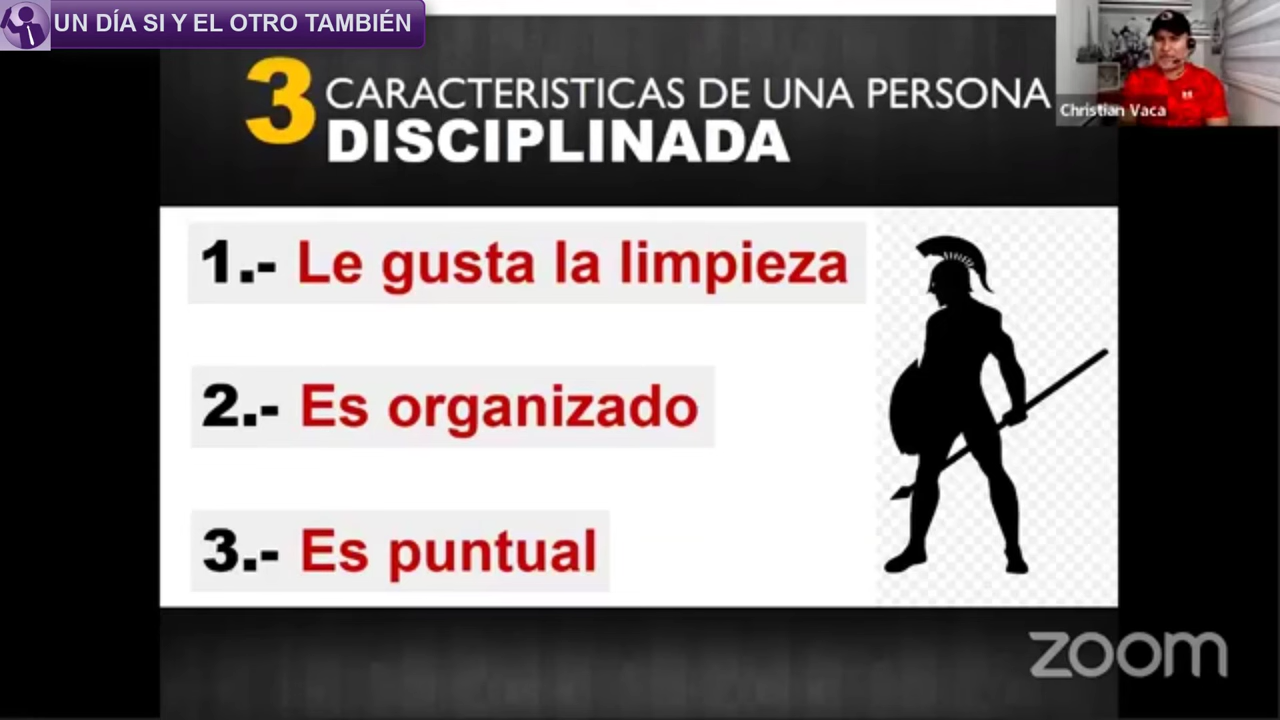 UN DÍA SI Y EL OTRO TAMBIÉN
3 CARACTERISTICAS DE UNA PERSONA
DISCIPLINADA
Christian Vaca
1.- Le gusta la limpieza
2.- Es organizado
3.- Es puntual
zoom